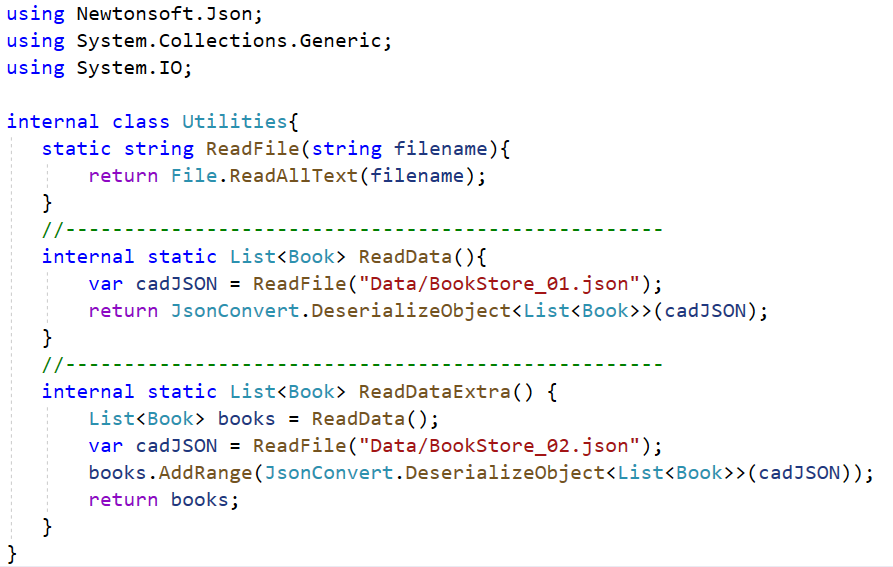 using Newtonsoft.Json;
using System.Collections.Generic;
using System.IO;

internal class Utilities{
   static string ReadFile(string filename){
       return File.ReadAllText(filename);
   }
   //---------------------------------------------------
   internal static List<Book> ReadData(){
       var cadJSON = ReadFile("Data/BookStore_01.json");
       return JsonConvert.DeserializeObject<List<Book>>(cadJSON);
   }
   //---------------------------------------------------
   internal static List<Book> ReadDataExtra() {
       List<Book> books = ReadData();
       var cadJSON = ReadFile("Data/BookStore_02.json");
       books.AddRange(JsonConvert.DeserializeObject<List<Book>>(cadJSON));
       return books;
   }
}